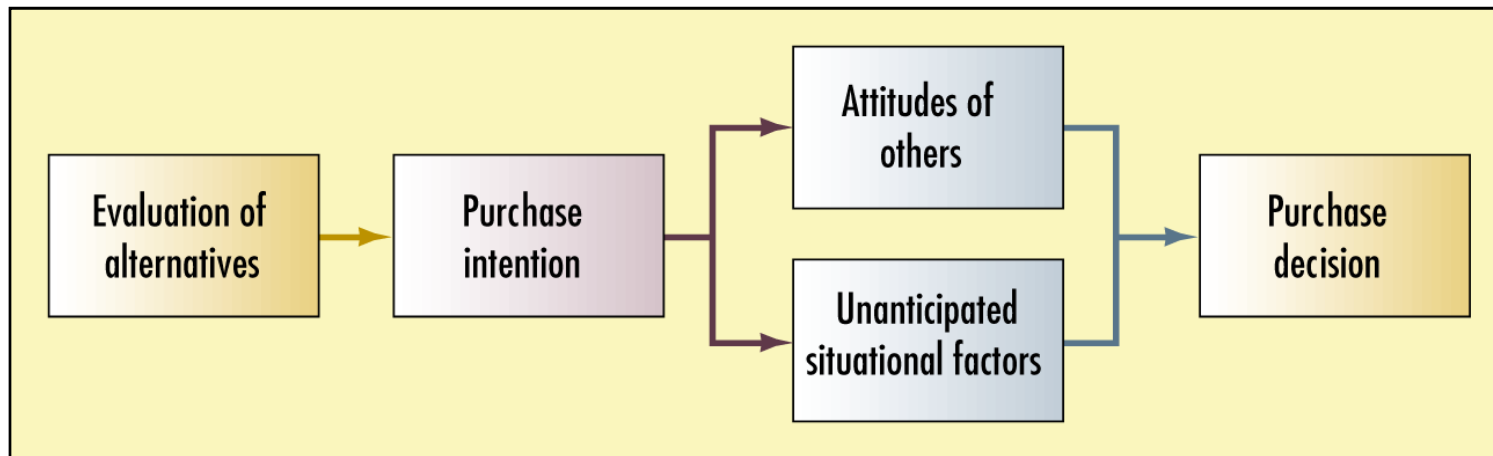 Evaluation of
alternatives
Purchase
intention
Attitudes of
others
Unanticipated
situational factors
Purchase
decision